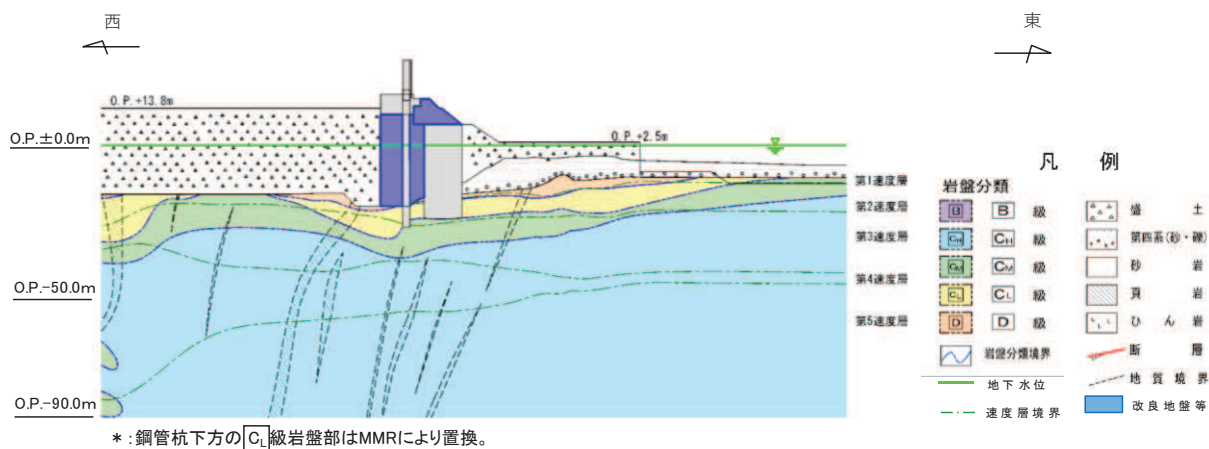 西
東
O.P.+13.8m
O.P.±0.0m
O.P.+2.5m
O.P.-50.0m
O.P.-90.0m
第1速度層
第2速度層
第3速度層
第4速度層
第5速度層
凡 例
岩盤分類
B B 級
CH CH 級
CM CM 級
CL CL 級
D D 級
岩盤分類境界
地下水位
速度層境界
盛 土
第四系(砂・礫)
砂 岩
頁 岩
ひ ん 岩
断 層
地 質 境 界
改良地盤等
*:鋼管杭下方のCL級岩盤部はMMRにより置換。